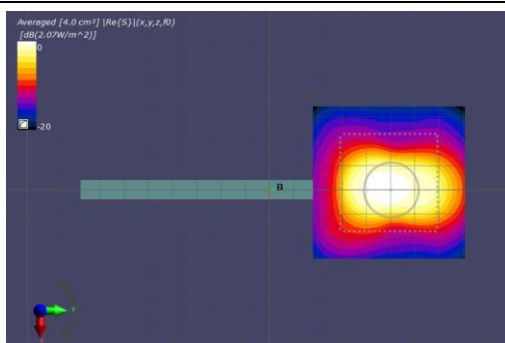 Averaged [4.0 cm²] |Re{S}|(x,y,z,f0)
[dB(2.07W/m^2)]
0
-20